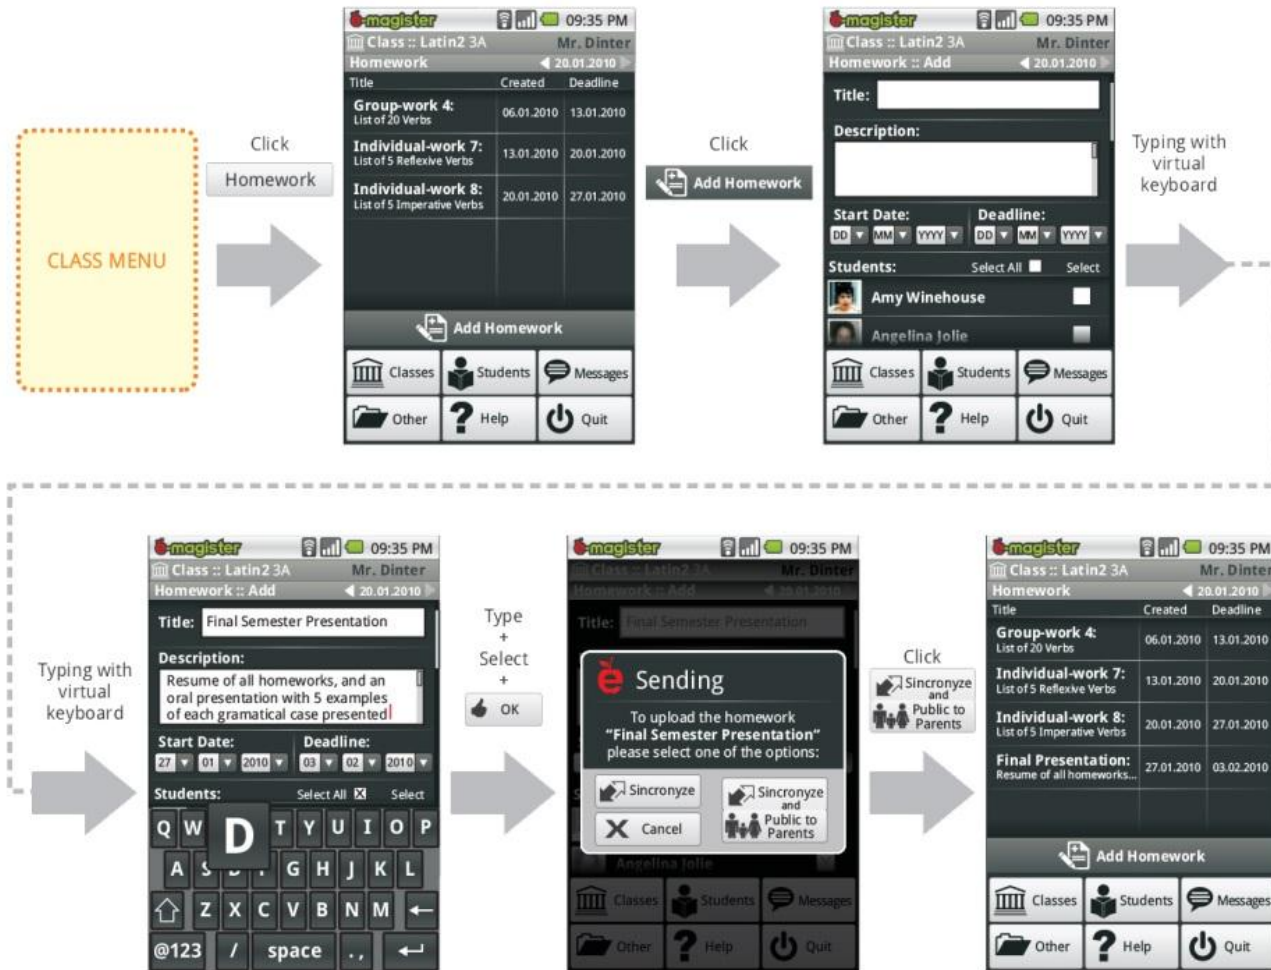 CLASS MENU
Click
Homework
e-magister 09:35 PM
Class :: Latin2 3A Mr. Dinter
Homework 20.01.2010
Title Created Deadline
Group-work 4:
List of 20 Verbs 06.01.2010 13.01.2010
Individual-work 7:
List of 5 Reflexive Verbs 13.01.2010 20.01.2010
Individual-work 8:
List of 5 Imperative Verbs 20.01.2010 27.01.2010
Add Homework
Classes Students Messages
Other Help Quit
Click
Add Homework
e-magister 09:35 PM
Class :: Latin2 3A Mr. Dinter
Homework :: Add 20.01.2010
Title:
Description:
Start Date: Deadline:
DD MM YYYY DD MM YYYY
Students: Select All Select
Amy Winehouse
Angelina Jolie
Classes Students Messages
Other Help Quit
Typing with
virtual
keyboard
Typing with
virtual
keyboard
e-magister 09:35 PM
Class :: Latin2 3A Mr. Dinter
Homework :: Add 20.01.2010
Title: Final Semester Presentation
Description:
Resume of all homeworks, and an
oral presentation with 5 examples
of each gramatical case presented
Start Date: Deadline:
27 01 2010 03 02 2010
Students: Select All Select
Q W D T Y U I O P
A S G H J K L
Z X C V B N M
@123 / space . ,
Type
+
Select
+
OK
e-magister 09:35 PM
Class :: Latin2 3A Mr. Dinter
Homework :: Add 20.01.2010
Title: Final Semester Presentation
e Sending
To upload the homework
“Final Semester Presentation”
please select one of the options:
Sincronyze
Cancel
Sincronyze
and
Public to
Parents
Angelina Jolie
Classes Students Messages
Other Help Quit
Click
Sincronyze
and
Public to
Parents
e-magister 09:35 PM
Class :: Latin2 3A Mr. Dinter
Homework 20.01.2010
Title Created Deadline
Group-work 4:
List of 20 Verbs 06.01.2010 13.01.2010
Individual-work 7:
List of 5 Reflexive Verbs 13.01.2010 20.01.2010
Individual-work 8:
List of 5 Imperative Verbs 20.01.2010 27.01.2010
Final Presentation:
Resume of all homeworks... 27.01.2010 03.02.2010
Add Homework
Classes Students Messages
Other Help Quit